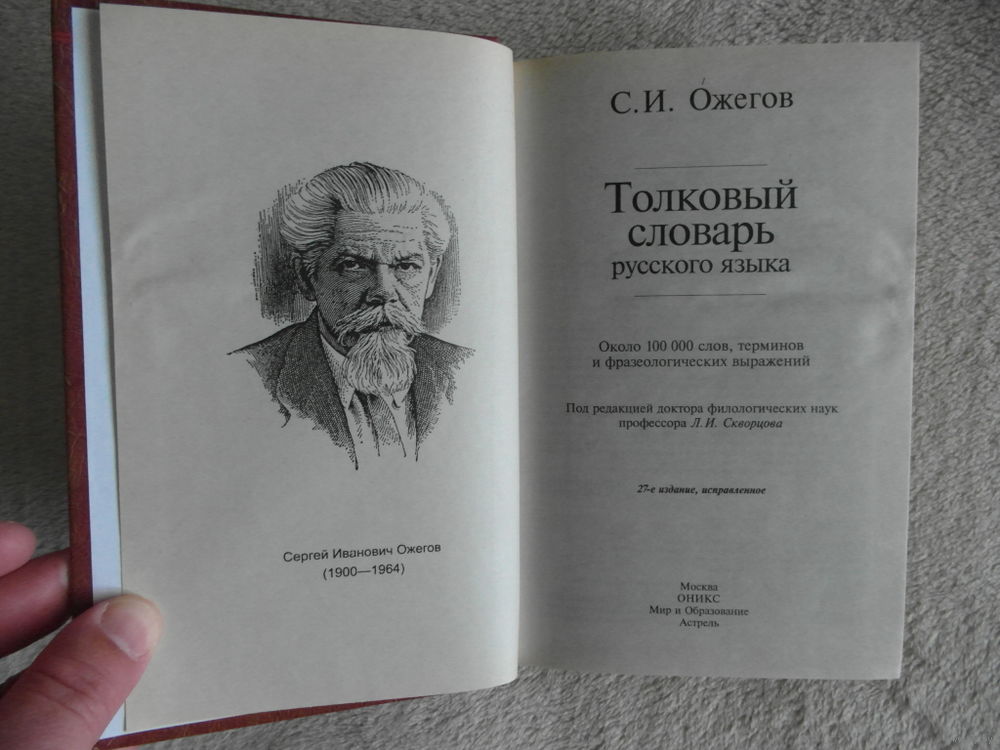 Сергей Иванович Ожегов
(1900—1964)
С.И. Ожегов
Толковый
словарь
русского языка
Около 100 000 слов, терминов
и фразеологических выражений
Под редакцией доктора филологических наук
профессора Л.И. Скворцова
27-е издание, исправленное
Москва
ОНИКС
Мир и Образование
Астрель